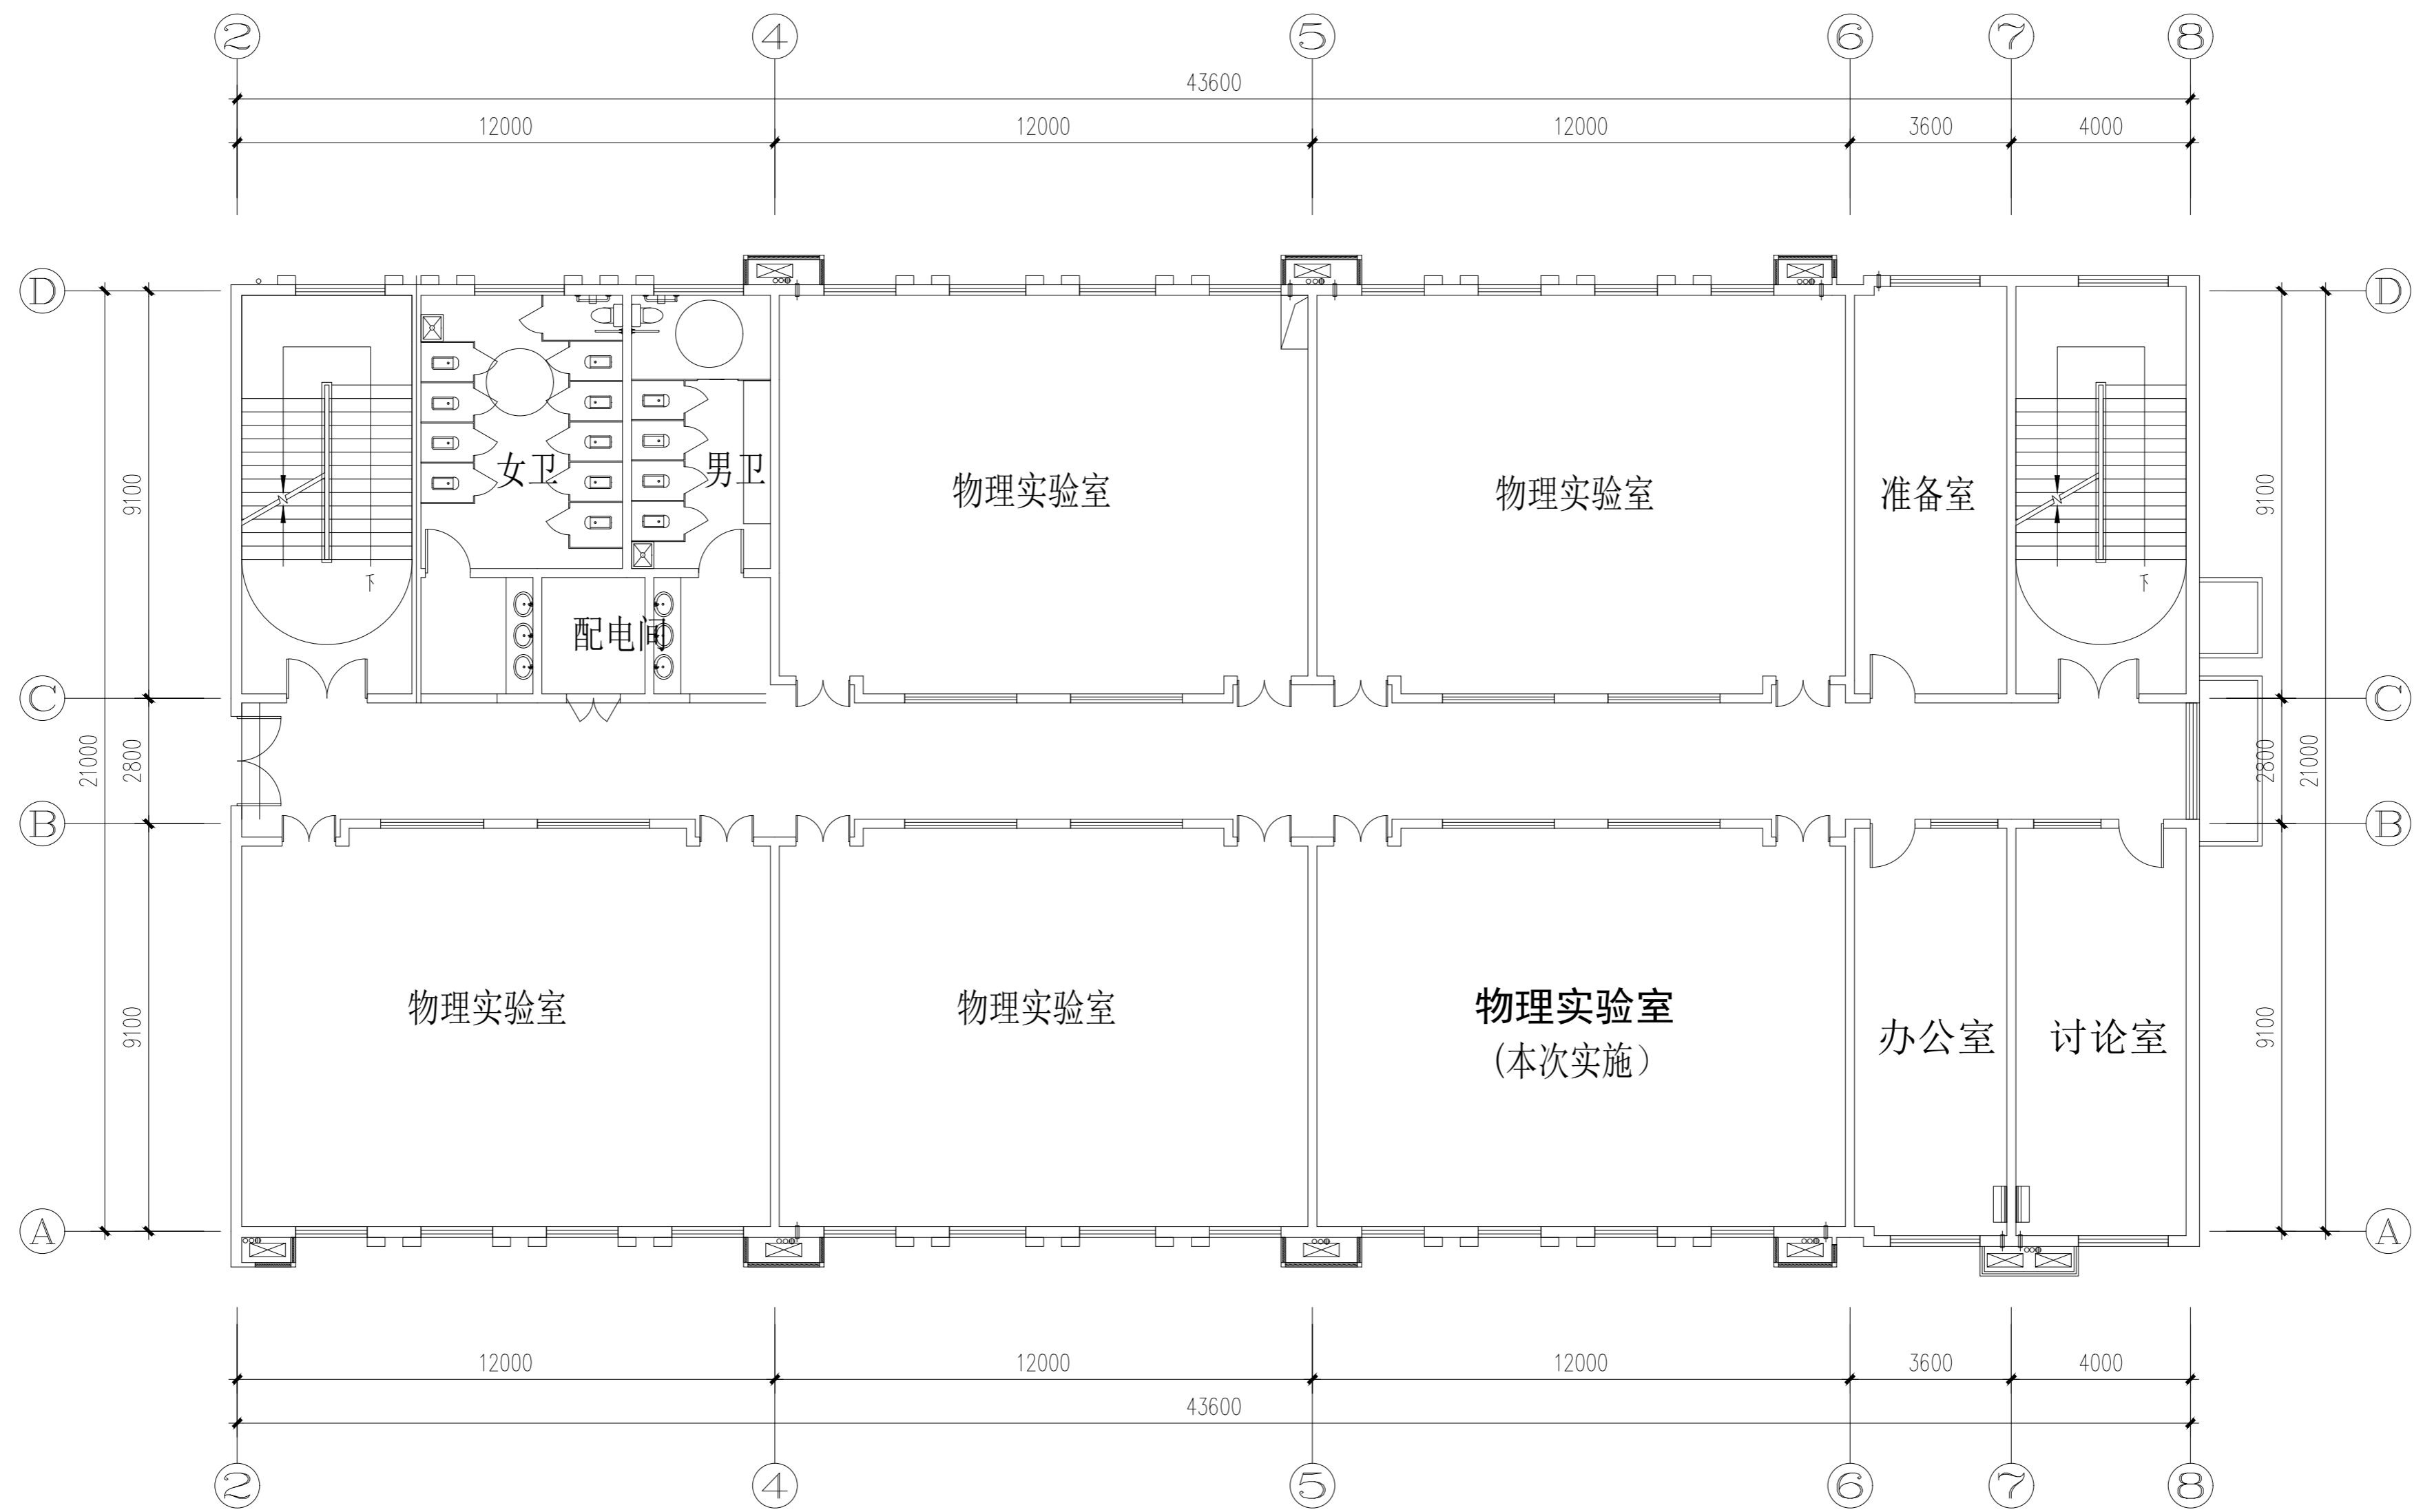 2 4 5 6 7 8
43600
12000 12000 12000 3600 4000
D D
9100 9100
女卫 男卫 物理实验室 物理实验室 准备室
下 下
配电间
C C
21000 2800 2800 21000
B B
9100 9100
物理实验室 物理实验室 物理实验室 办公室 讨论室
(本次实施)
A A
12000 12000 12000 3600 4000
43600
2 4 5 6 7 8